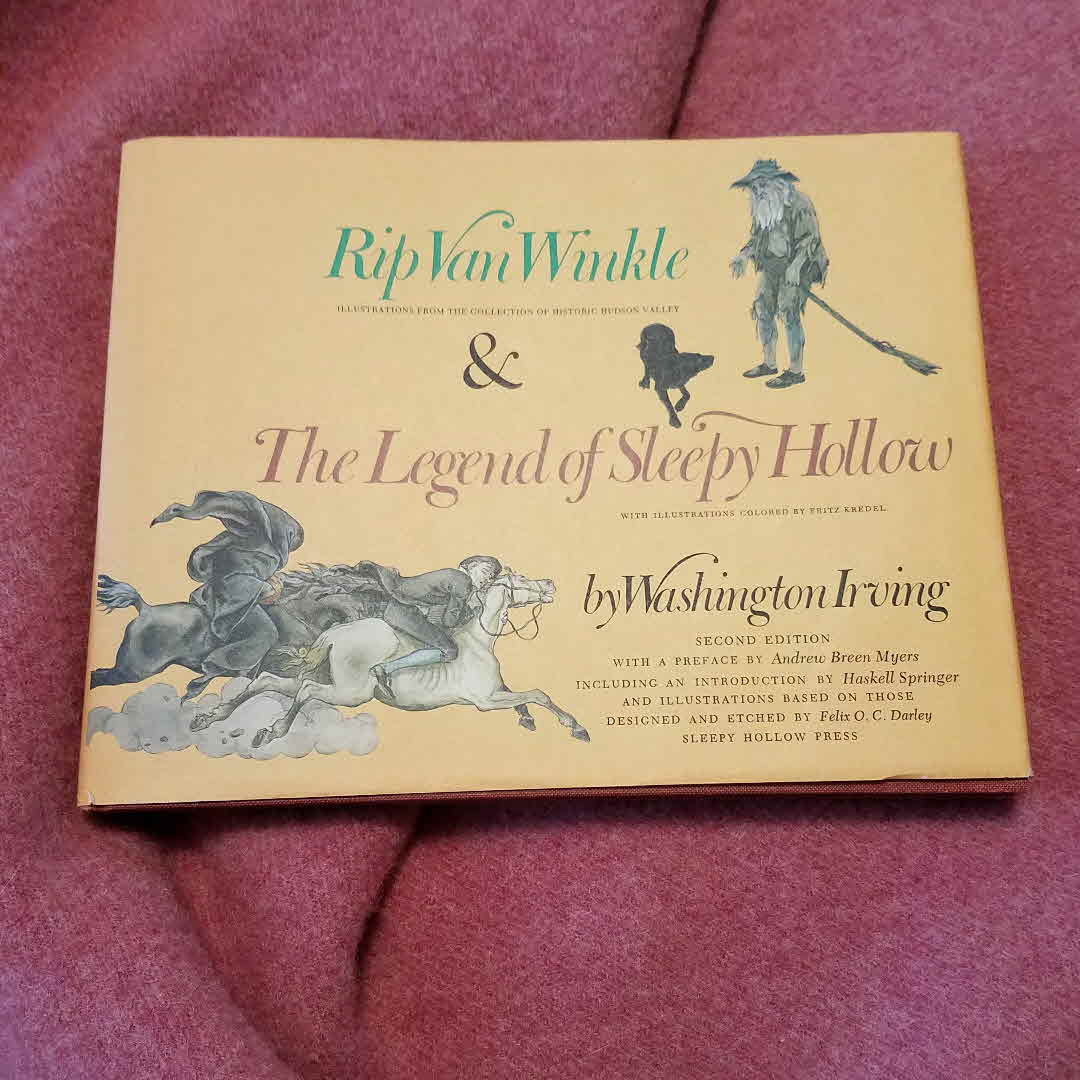 Rip Van Winkle
ILLUSTRATIONS FROM THE COLLECTION OF HISTORIC HUDSON VALLEY
&
The Legend of Sleepy Hollow
WITH ILLUSTRATIONS COLORED BY FRITZ KREDEL
by Washington Irving
SECOND EDITION
WITH A PREFACE BY Andrew Breen Myers
INCLUDING AN INTRODUCTION BY Haskell Springer
AND ILLUSTRATIONS BASED ON THOSE
DESIGNED AND ETCHED BY Felix O. C. Darley
SLEEPY HOLLOW PRESS